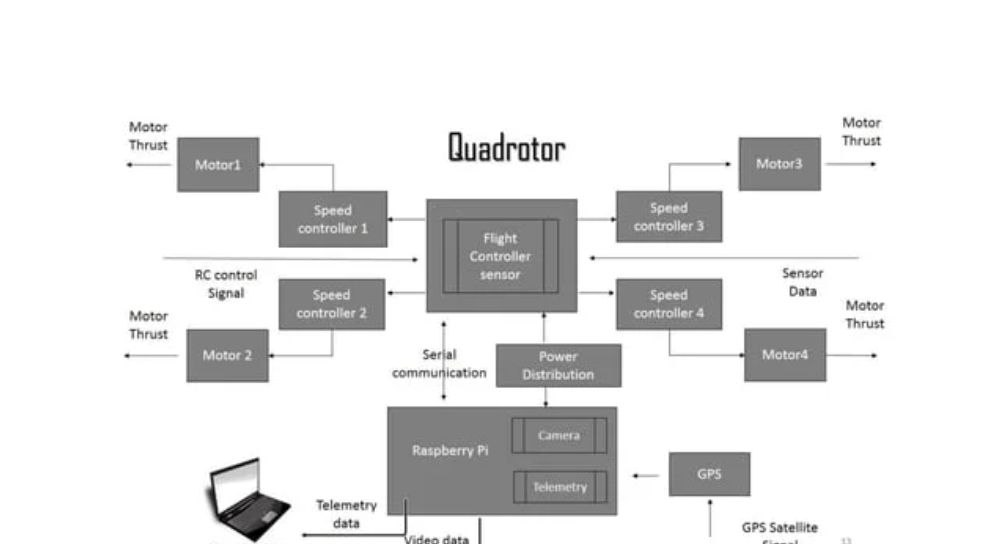 Quadrotor
Motor
Thrust
Motor1
Motor3
Motor
Thrust
Speed
controller 1
Flight
Controller
sensor
Speed
controller 3
RC control
Signal
Sensor
Data
Speed
controller 2
Speed
controller 4
Motor
Thrust
Motor 2
Motor4
Motor
Thrust
Serial
communication
Power
Distribution
Raspberry Pi
Camera
Telemetry
GPS
Telemetry
data
Video data
GPS Satellite
Signal
13